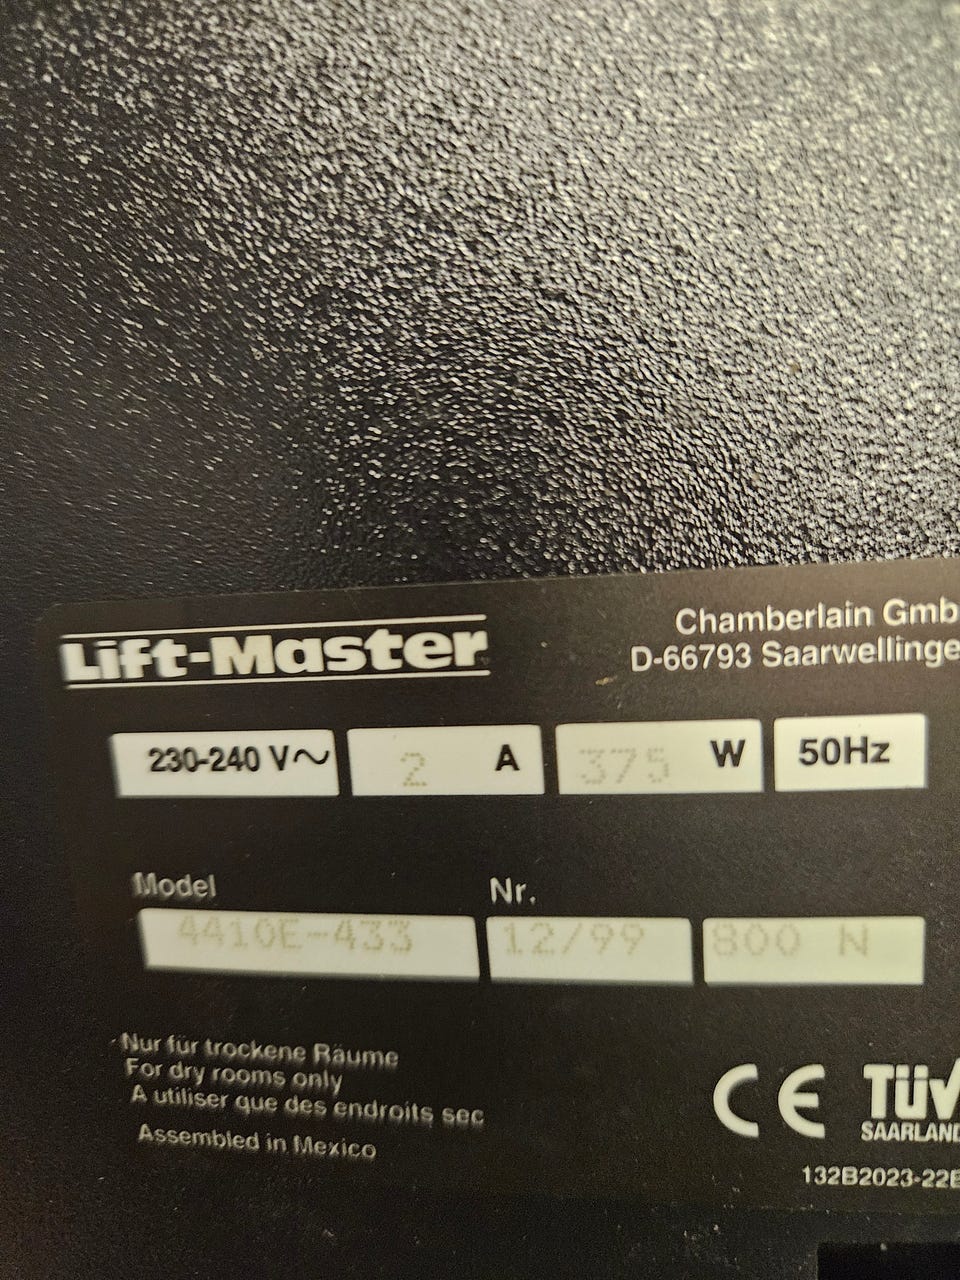 Lift-Master
Chamberlain Gmb
D-66793 Saarwellinge
230-240 V~ 2 A 375 W 50Hz
Model Nr.
4410E-433 12/99 800 N
Nur für trockene Räume
For dry rooms only
A utiliser que des endroits sec
Assembled in Mexico
CE TÜV
SAARLAND
132B2023-22E